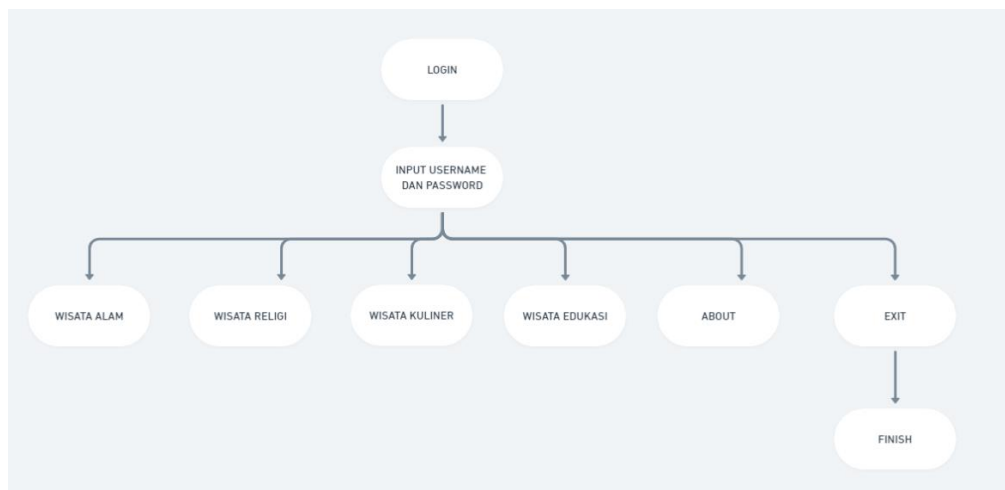 LOGIN
INPUT USERNAME
DAN PASSWORD
WISATA ALAM
WISATA RELIGI
WISATA KULINER
WISATA EDUKASI
ABOUT
EXIT
FINISH